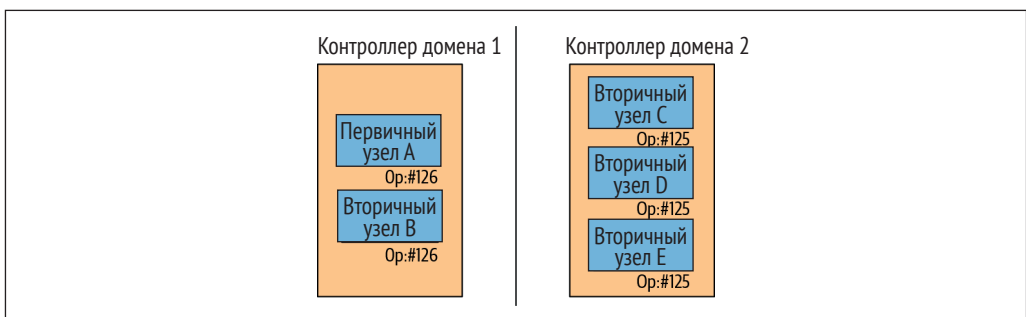 Контроллер домена 1
Первичный
узел A
Op:#126
Вторичный
узел B
Op:#126
Контроллер домена 2
Вторичный
узел C
Op:#125
Вторичный
узел D
Op:#125
Вторичный
узел E
Op:#125